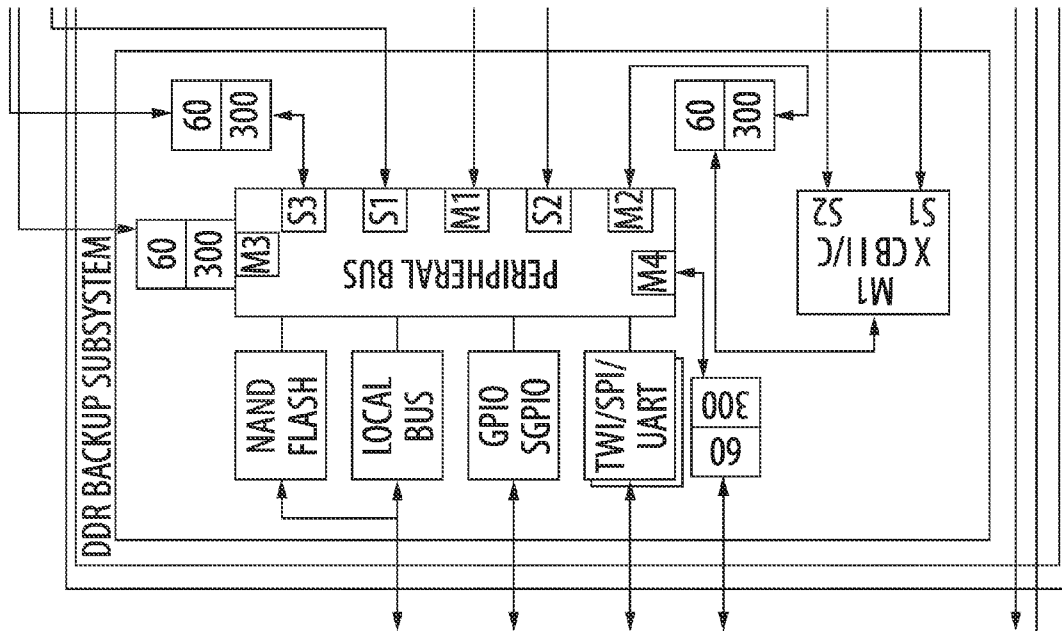 DDR BACKUP SUBSYSTEM
60
300
60
300
60
300
S3
S1
M1
S2
M2
M3
M4
PERIPHERAL BUS
S2
S1
X CB II/C
M1
NAND
FLASH
LOCAL
BUS
GPIO
SGPIO
TWI/SPI/
UART
300
60